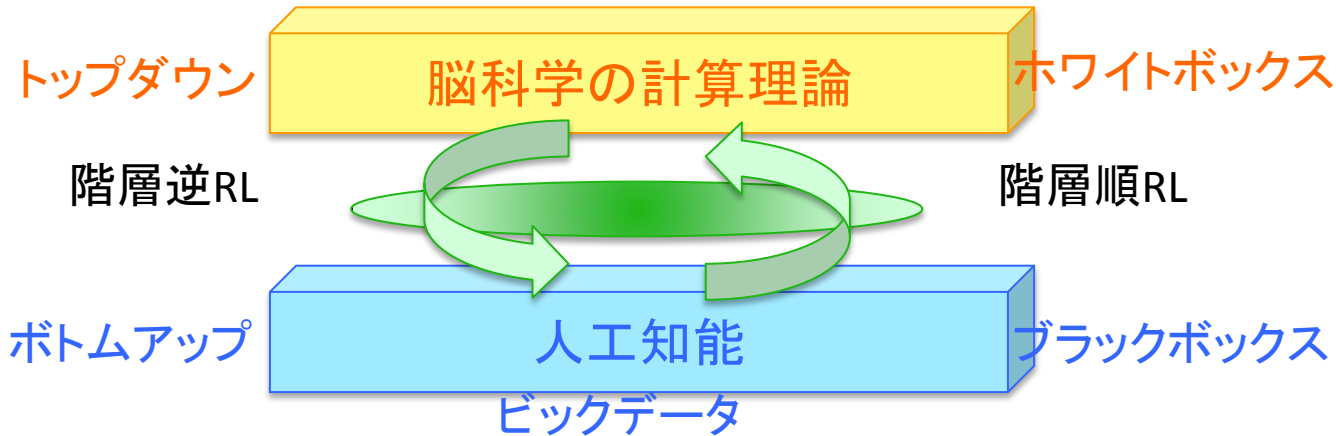 トップダウン
脳科学の計算理論
ホワイトボックス
階層逆RL
階層順RL
ボトムアップ
人工知能
ブラックボックス
ビックデータ